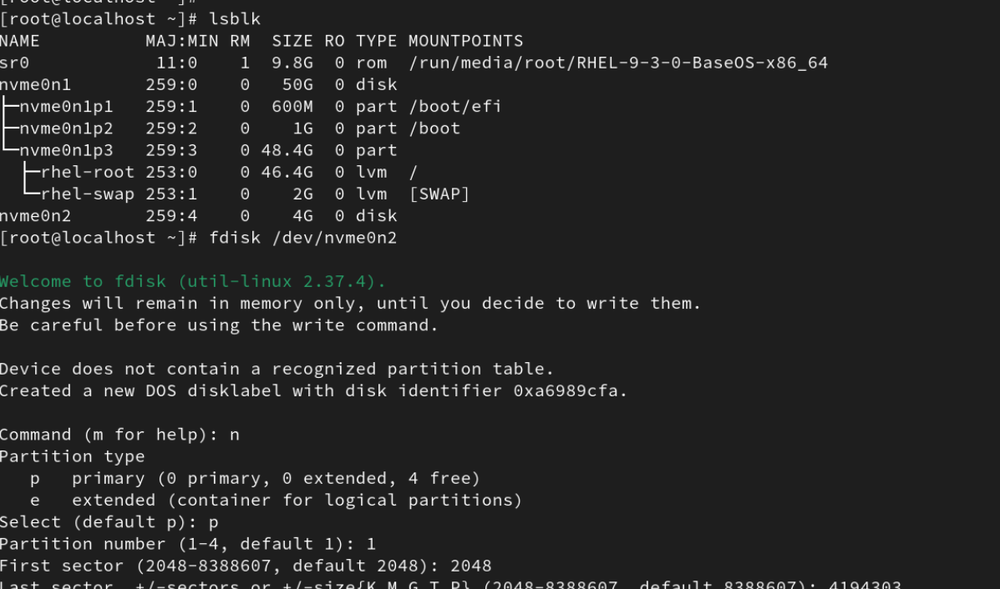 [root@localhost ~]#
[root@localhost ~]# lsblk
NAME          MAJ:MIN RM   SIZE RO TYPE MOUNTPOINTS
sr0            11:0    1  9.8G  0 rom  /run/media/root/RHEL-9-3-0-BaseOS-x86_64
nvme0n1       259:0    0   50G  0 disk
├─nvme0n1p1   259:1    0  600M  0 part /boot/efi
├─nvme0n1p2   259:2    0    1G  0 part /boot
└─nvme0n1p3   259:3    0 48.4G  0 part
  ├─rhel-root 253:0    0 46.4G  0 lvm  /
  └─rhel-swap 253:1    0    2G  0 lvm  [SWAP]
nvme0n2       259:4    0    4G  0 disk
[root@localhost ~]# fdisk /dev/nvme0n2
Welcome to fdisk (util-linux 2.37.4).
Changes will remain in memory only, until you decide to write them.
Be careful before using the write command.
Device does not contain a recognized partition table.
Created a new DOS disklabel with disk identifier 0xa6989cfa.
Command (m for help): n
Partition type
   p   primary (0 primary, 0 extended, 4 free)
   e   extended (container for logical partitions)
Select (default p): p
Partition number (1-4, default 1): 1
First sector (2048-8388607, default 2048): 2048
Last sector, +/-sectors or +/-size{K,M,G,T,P} (2048-8388607, default 8388607): 4194303